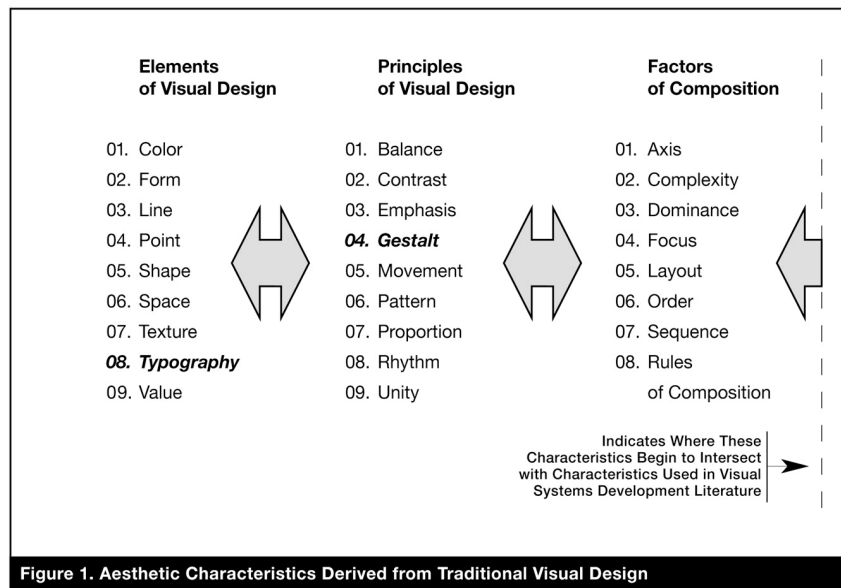 Elements
of Visual Design
01. Color
02. Form
03. Line
04. Point
05. Shape
06. Space
07. Texture
08. Typography
09. Value
Principles
of Visual Design
01. Balance
02. Contrast
03. Emphasis
04. Gestalt
05. Movement
06. Pattern
07. Proportion
08. Rhythm
09. Unity
Factors
of Composition
01. Axis
02. Complexity
03. Dominance
04. Focus
05. Layout
06. Order
07. Sequence
08. Rules
of Composition
Indicates Where These
Characteristics Begin to Intersect
with Characteristics Used in Visual
Systems Development Literature
Figure 1. Aesthetic Characteristics Derived from Traditional Visual Design